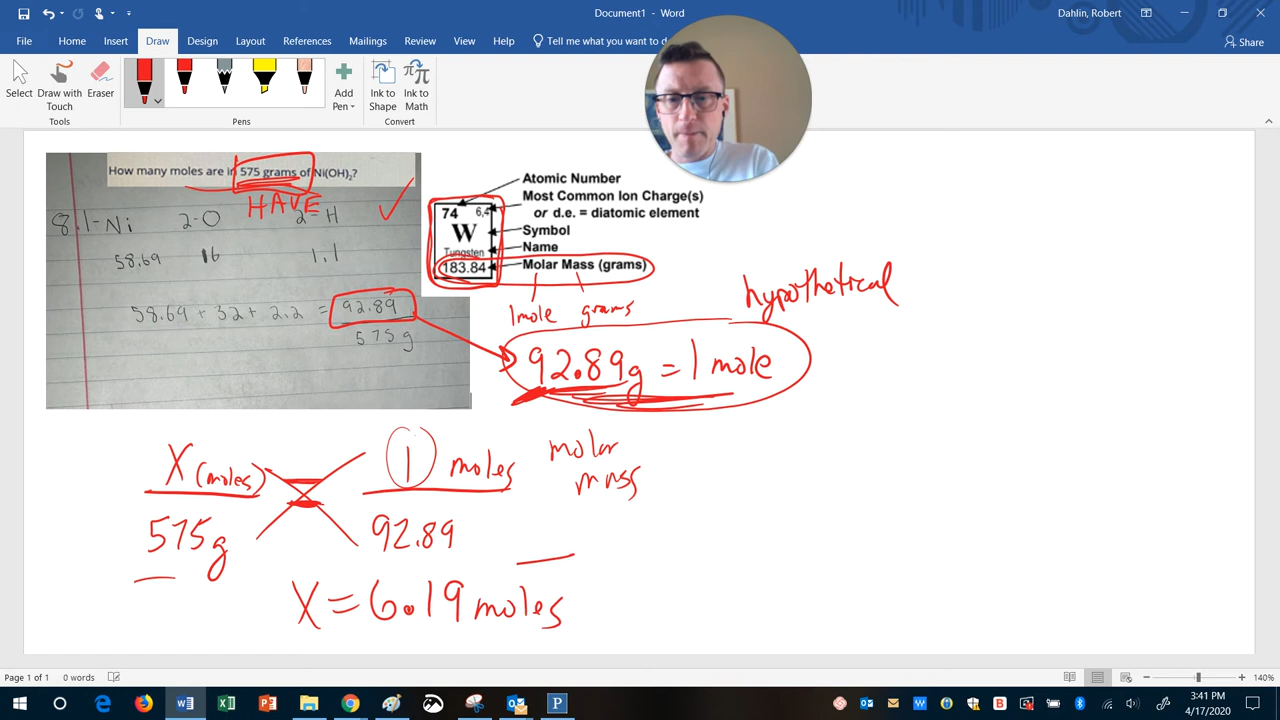 Document1 - Word
Dahlin, Robert
File Home Insert Draw Design Layout References Mailings Review View Help Tell me what you want to d
Share
Select
Draw with Touch
Eraser
Add Pen
Ink to Shape
Ink to Math
Tools
Pens
Convert
How many moles are in 575 grams of Ni(OH)₂?
HAVE
8. 1-Ni 2-O 2-H
58.69 16 1.1
58.69 + 32 + 2.2 = 92.89
575 g
74 6,4
W
Tungsten
183.84
Atomic Number
Most Common Ion Charge(s)
or d.e. = diatomic element
Symbol
Name
Molar Mass (grams)
1mole grams
hypothetical
92.89g = 1 mole
X (moles) 1 moles
molar
mass
575g 92.89
X = 6.19 moles
Page 1 of 1 0 words
140%
3:41 PM
4/17/2020